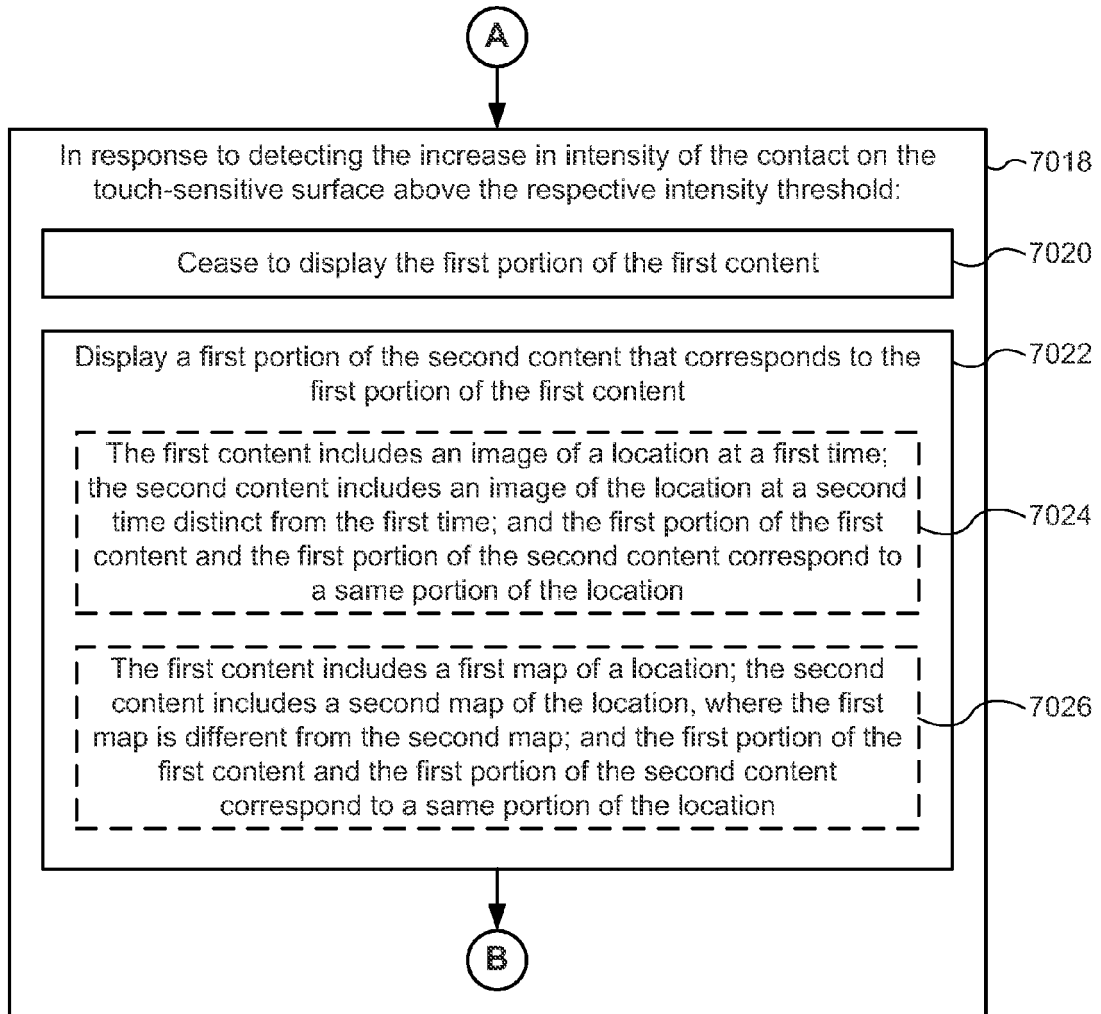 A
In response to detecting the increase in intensity of the contact on the
touch-sensitive surface above the respective intensity threshold:
7018
Cease to display the first portion of the first content
7020
Display a first portion of the second content that corresponds to the
first portion of the first content
7022
The first content includes an image of a location at a first time;
the second content includes an image of the location at a second
time distinct from the first time; and the first portion of the first
content and the first portion of the second content correspond to
a same portion of the location
7024
The first content includes a first map of a location; the second
content includes a second map of the location, where the first
map is different from the second map; and the first portion of the
first content and the first portion of the second content
correspond to a same portion of the location
7026
B